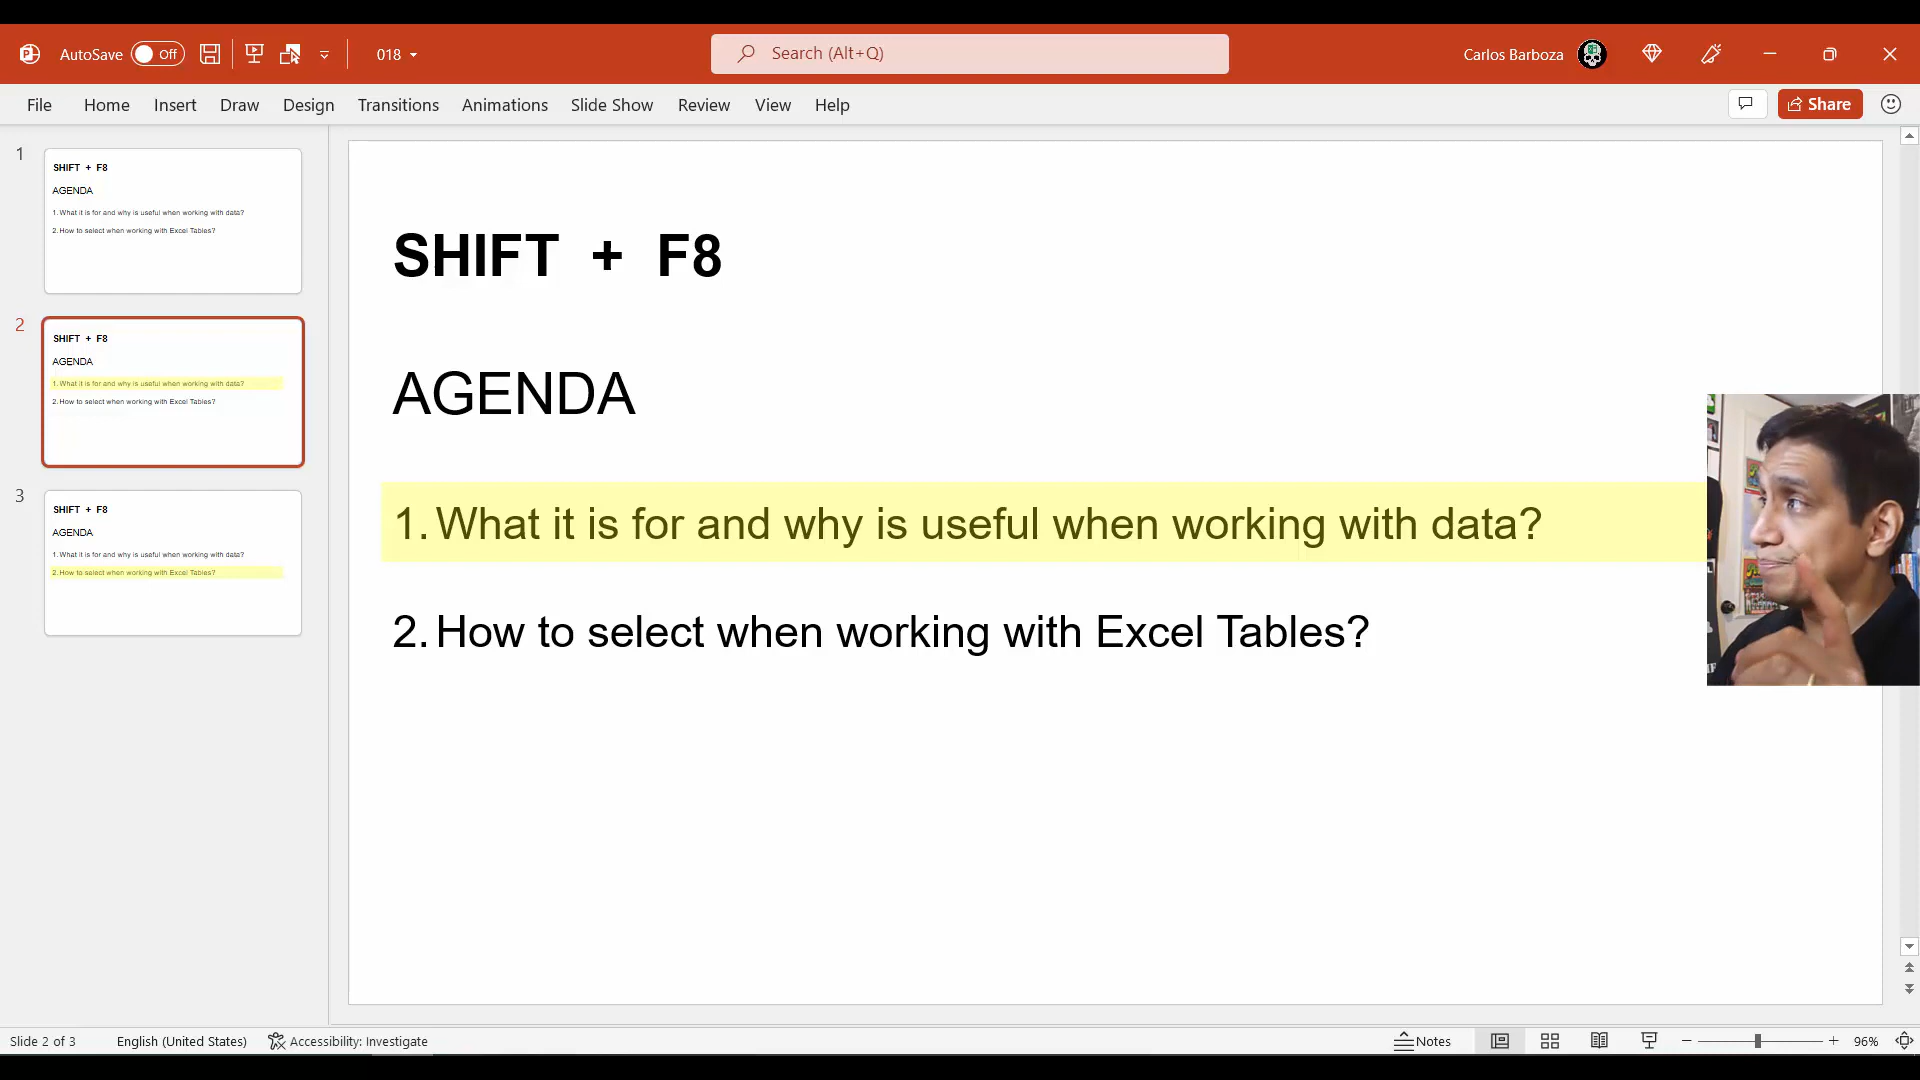 AutoSave Off 018 Search (Alt+Q) Carlos Barboza
File Home Insert Draw Design Transitions Animations Slide Show Review View Help Share
1
SHIFT + F8
AGENDA
1. What it is for and why is useful when working with data?
2. How to select when working with Excel Tables?
2
SHIFT + F8
AGENDA
1. What it is for and why is useful when working with data?
2. How to select when working with Excel Tables?
3
SHIFT + F8
AGENDA
1. What it is for and why is useful when working with data?
2. How to select when working with Excel Tables?
SHIFT + F8
AGENDA
1. What it is for and why is useful when working with data?
2. How to select when working with Excel Tables?
Slide 2 of 3 English (United States) Accessibility: Investigate Notes 96%